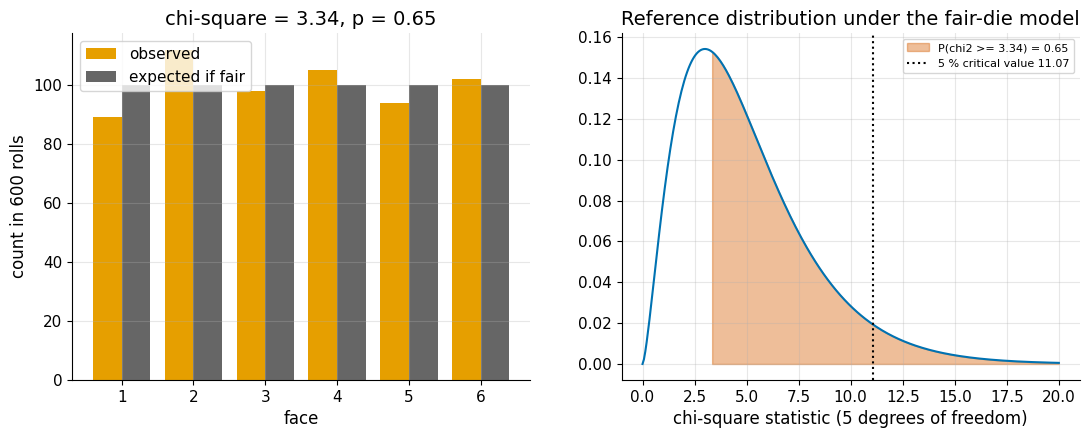 chi-square = 3.34, p = 0.65
observed
expected if fair
count in 600 rolls
100
80
60
40
20
0
1 2 3 4 5 6
face
Reference distribution under the fair-die model
P(chi2 >= 3.34) = 0.65
5 % critical value 11.07
0.16
0.14
0.12
0.10
0.08
0.06
0.04
0.02
0.00
0.0 2.5 5.0 7.5 10.0 12.5 15.0 17.5 20.0
chi-square statistic (5 degrees of freedom)